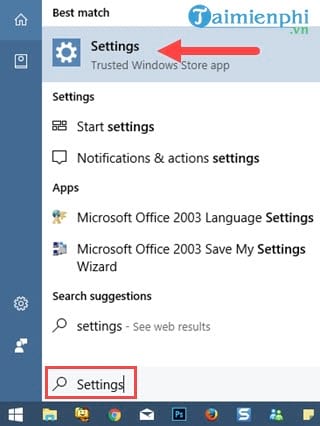 Best match
Taimienphi
.vn
Settings
Trusted Windows Store app
Settings
Start settings
Notifications & actions settings
Apps
Microsoft Office 2003 Language Settings
Microsoft Office 2003 Save My Settings
Wizard
Search suggestions
settings - See web results
Settings
Ps
S